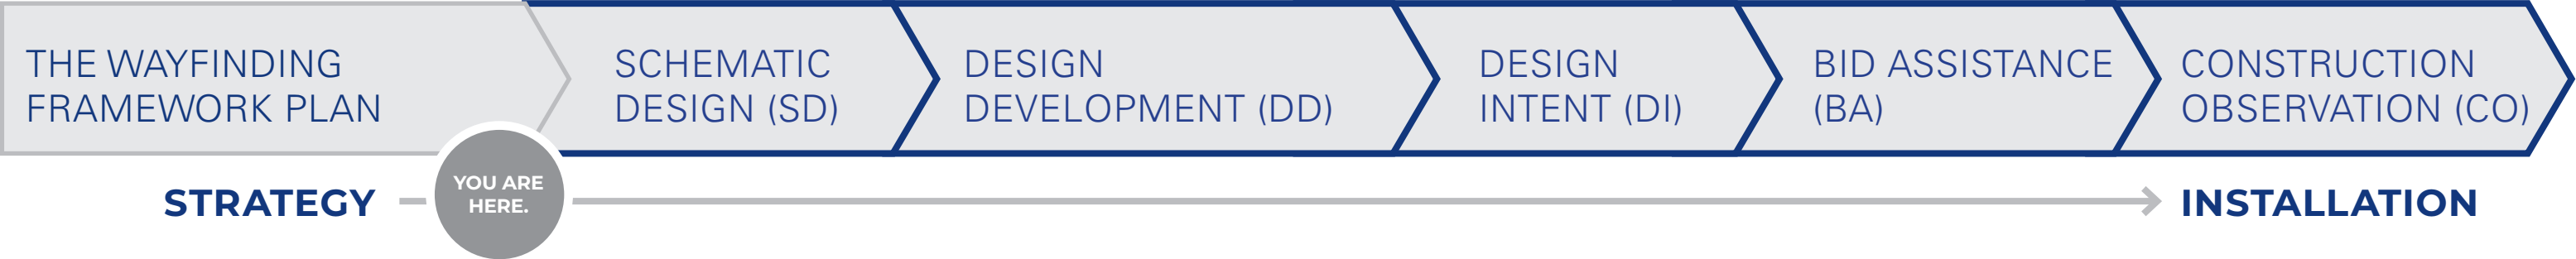 THE WAYFINDING
FRAMEWORK PLAN
SCHEMATIC
DESIGN (SD)
DESIGN
DEVELOPMENT (DD)
DESIGN
INTENT (DI)
BID ASSISTANCE
(BA)
CONSTRUCTION
OBSERVATION (CO)
STRATEGY
YOU ARE
HERE.
INSTALLATION